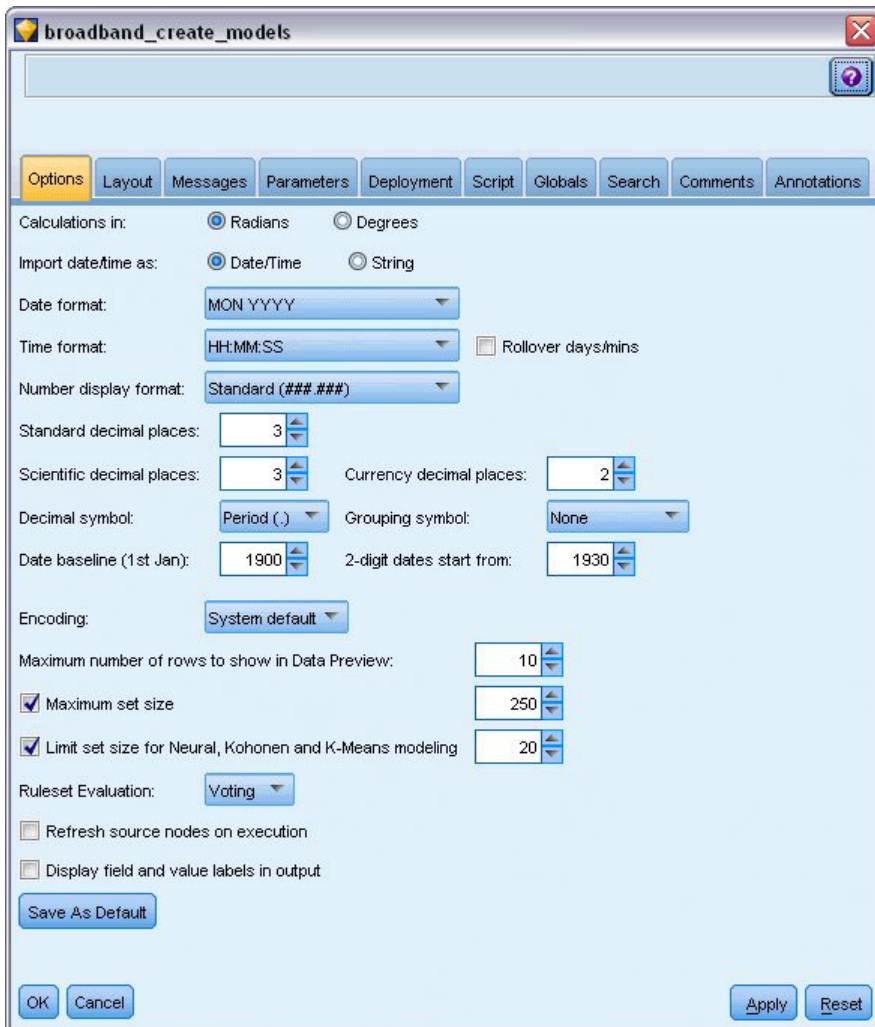 broadband_create_models
?
Options Layout Messages Parameters Deployment Script Globals Search Comments Annotations
Calculations in: Radians Degrees
Import date/time as: Date/Time String
Date format: MON YYYY
Time format: HH:MM:SS Rollover days/mins
Number display format: Standard (###.###)
Standard decimal places: 3
Scientific decimal places: 3 Currency decimal places: 2
Decimal symbol: Period (.) Grouping symbol: None
Date baseline (1st Jan): 1900 2-digit dates start from: 1930
Encoding: System default
Maximum number of rows to show in Data Preview: 10
Maximum set size 250
Limit set size for Neural, Kohonen and K-Means modeling 20
Ruleset Evaluation: Voting
Refresh source nodes on execution
Display field and value labels in output
Save As Default
OK Cancel Apply Reset